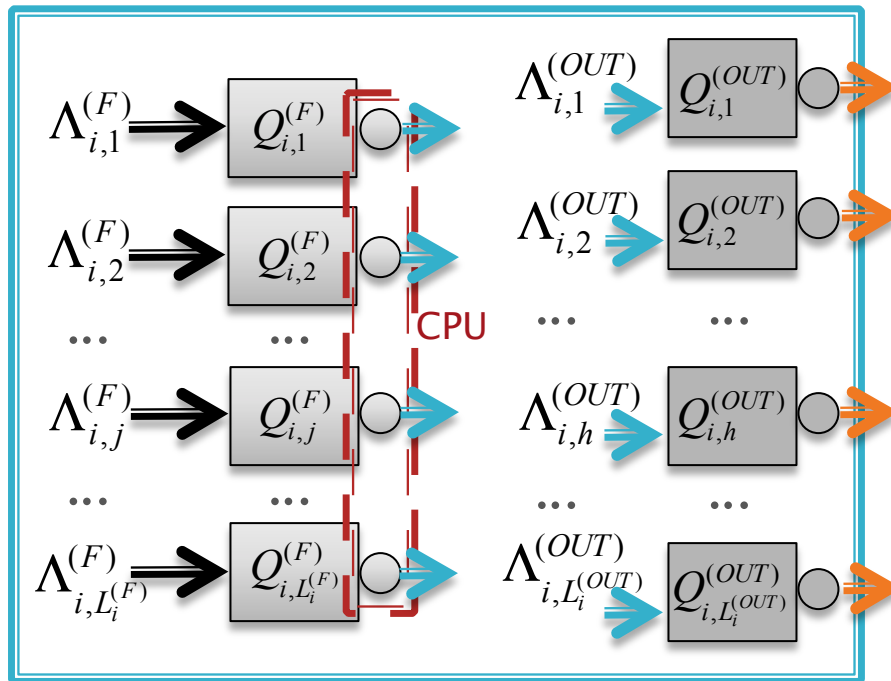 Λ_{i,1}^{(F)}
Q_{i,1}^{(F)}
Λ_{i,2}^{(F)}
Q_{i,2}^{(F)}
... ...
CPU
Λ_{i,j}^{(F)}
Q_{i,j}^{(F)}
... ...
Λ_{i,L_i^{(F)}}^{(F)}
Q_{i,L_i^{(F)}}^{(F)}
Λ_{i,1}^{(OUT)}
Q_{i,1}^{(OUT)}
Λ_{i,2}^{(OUT)}
Q_{i,2}^{(OUT)}
... ...
Λ_{i,h}^{(OUT)}
Q_{i,h}^{(OUT)}
... ...
Λ_{i,L_i^{(OUT)}}^{(OUT)}
Q_{i,L_i^{(OUT)}}^{(OUT)}